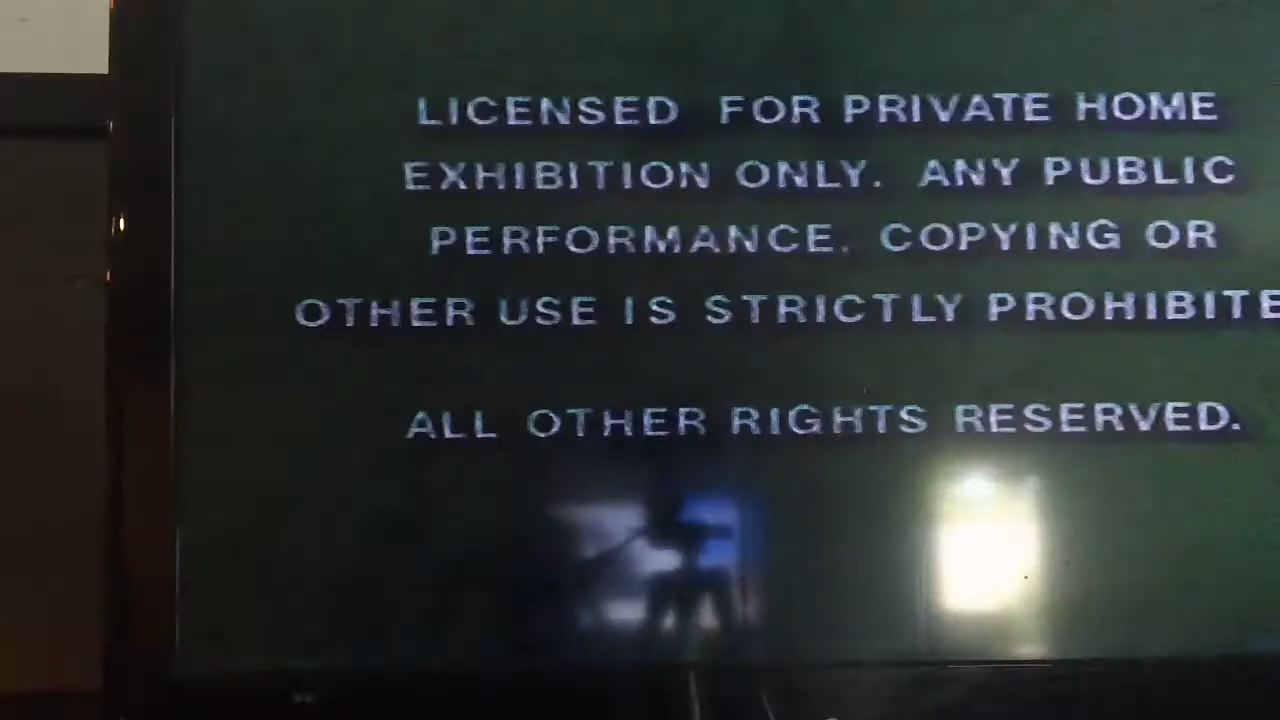 LICENSED FOR PRIVATE HOME
EXHIBITION ONLY. ANY PUBLIC
PERFORMANCE, COPYING OR
OTHER USE IS STRICTLY PROHIBITE
ALL OTHER RIGHTS RESERVED.